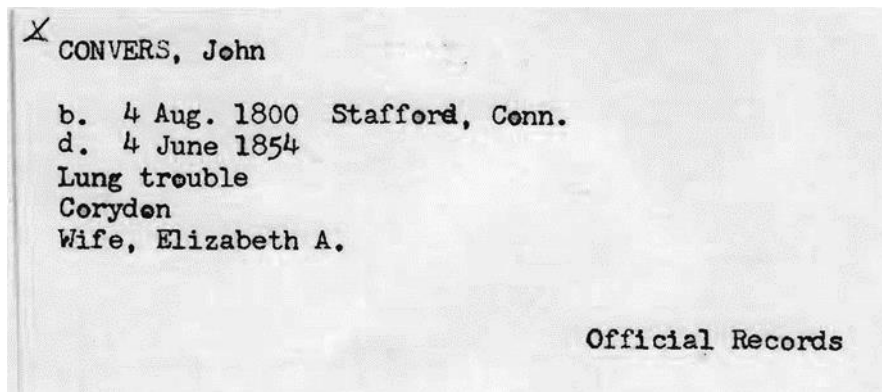 X
CONVERS, John
b. 4 Aug. 1800 Stafford, Conn.
d. 4 June 1854
Lung trouble
Corydon
Wife, Elizabeth A.
Official Records